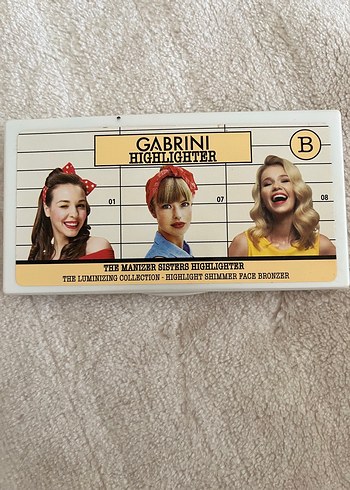 GABRINI
HIGHLIGHTER
B
01
07
08
THE MANIZER SISTERS HIGHLIGHTER
THE LUMINIZING COLLECTION - HIGHLIGHT SHIMMER FACE BRONZER